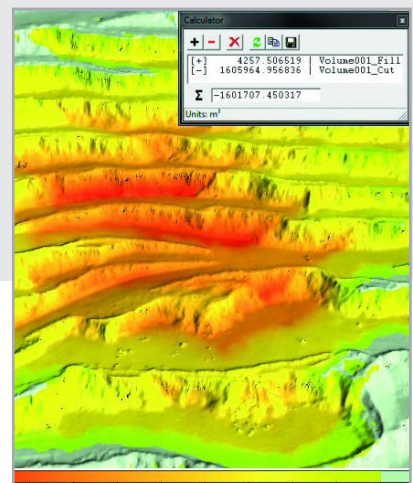 Calculator
[+] 4257.506519 | Volume001_Fill
[-] 1605964.956836 | Volume001_Cut
Σ -1601707.450317
Units: m³